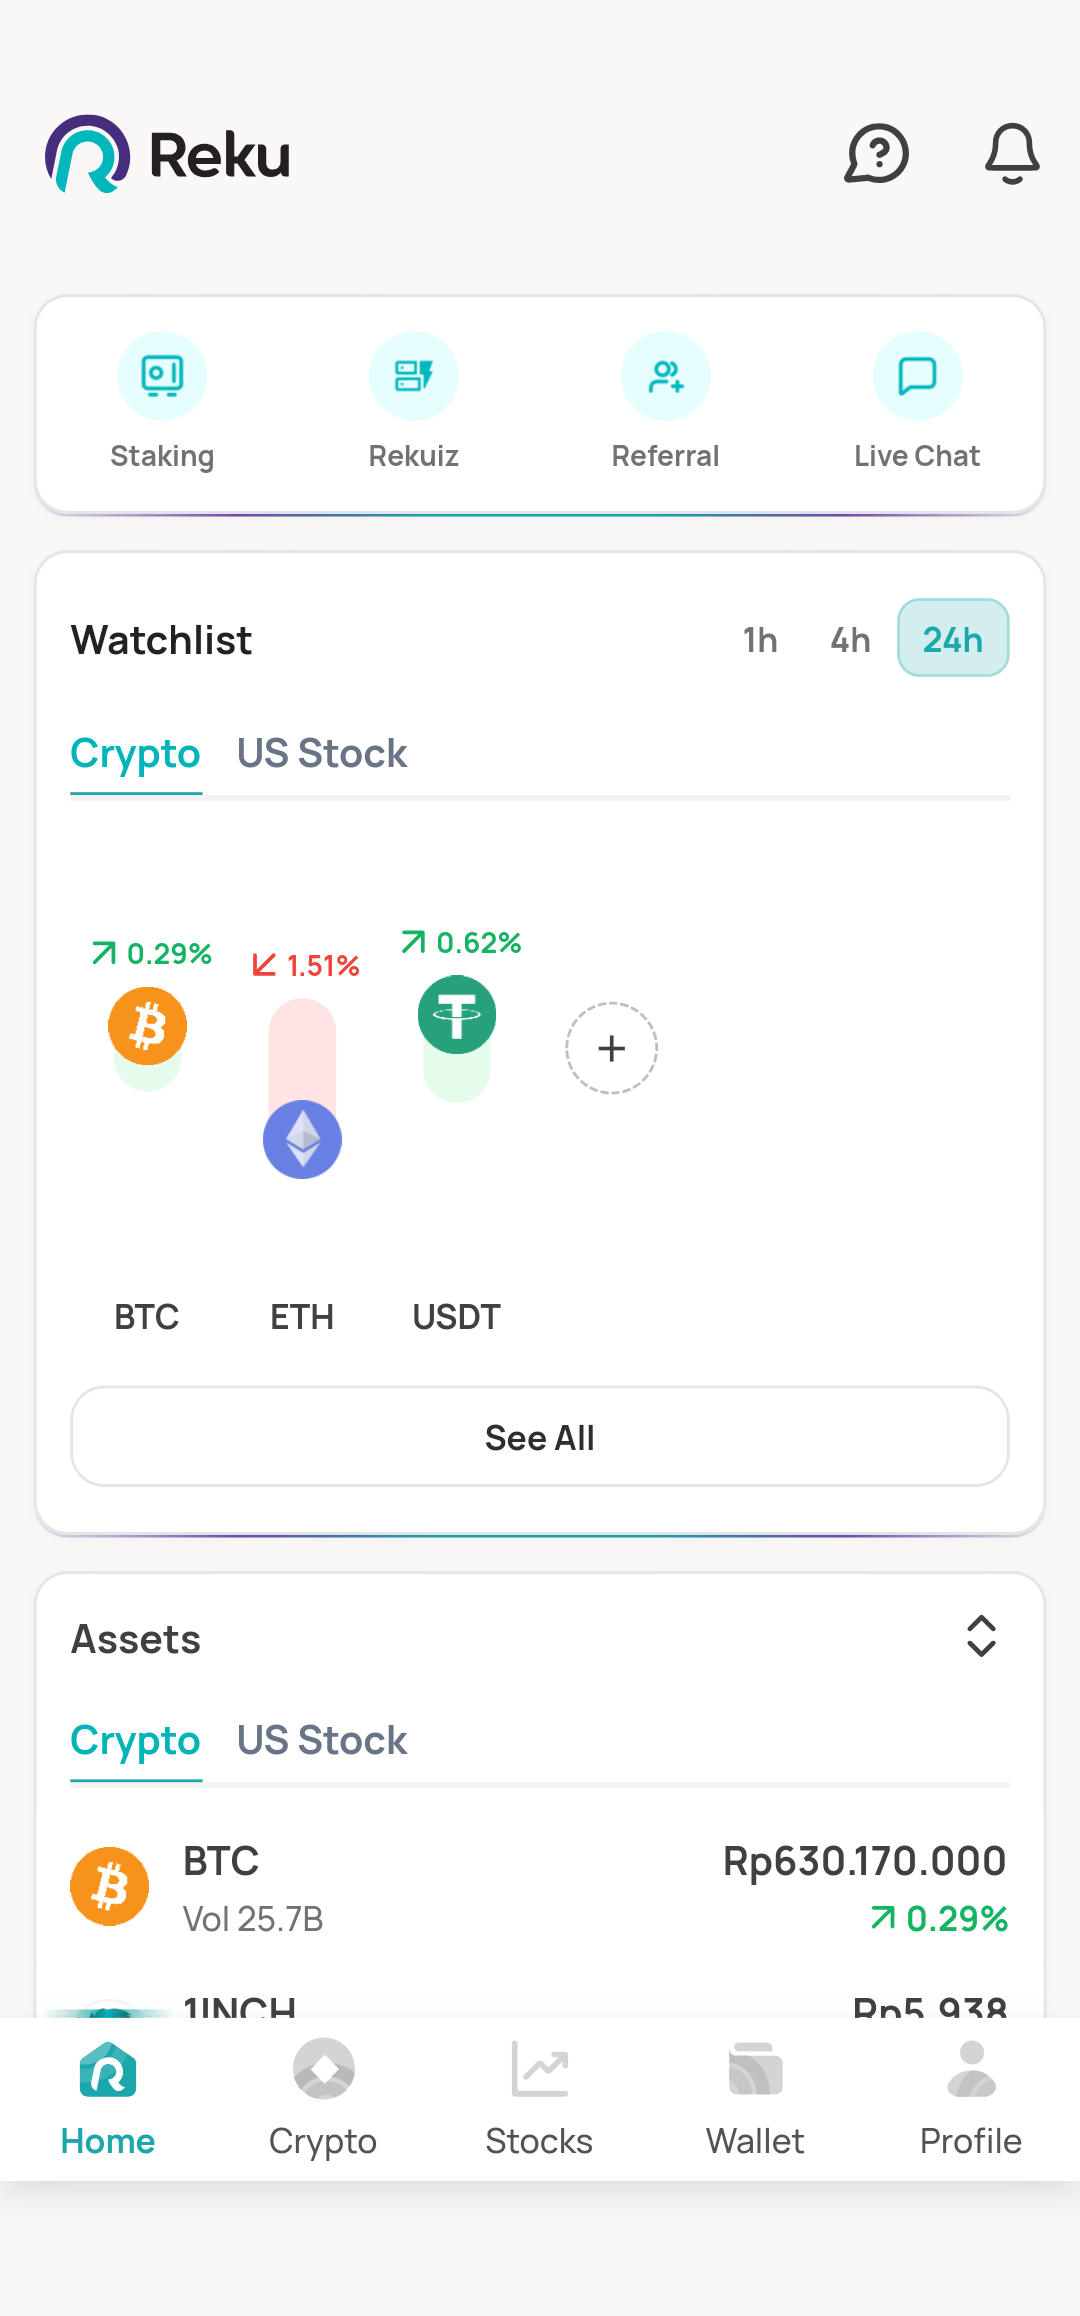 Reku
Staking
Rekuiz
Referral
Live Chat
Watchlist
1h
4h
24h
Crypto
US Stock
0.29%
1.51%
0.62%
BTC
ETH
USDT
See All
Assets
Crypto
US Stock
BTC
Rp630.170.000
Vol 25.7B
0.29%
1INCH
Rp5.938
Home
Crypto
Stocks
Wallet
Profile